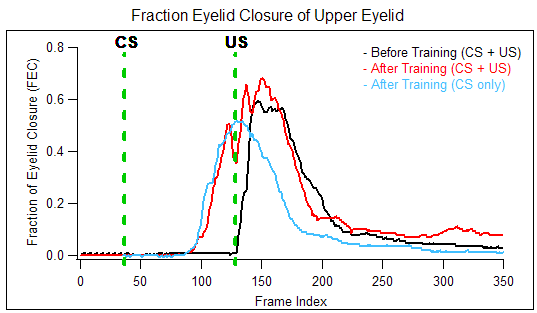 Fraction Eyelid Closure of Upper Eyelid
CS
US
- Before Training (CS + US)
- After Training (CS + US)
- After Training (CS only)
Fraction of Eyelid Closure (FEC)
0.8
0.6
0.4
0.2
0.0
0 50 100 150 200 250 300 350
Frame Index